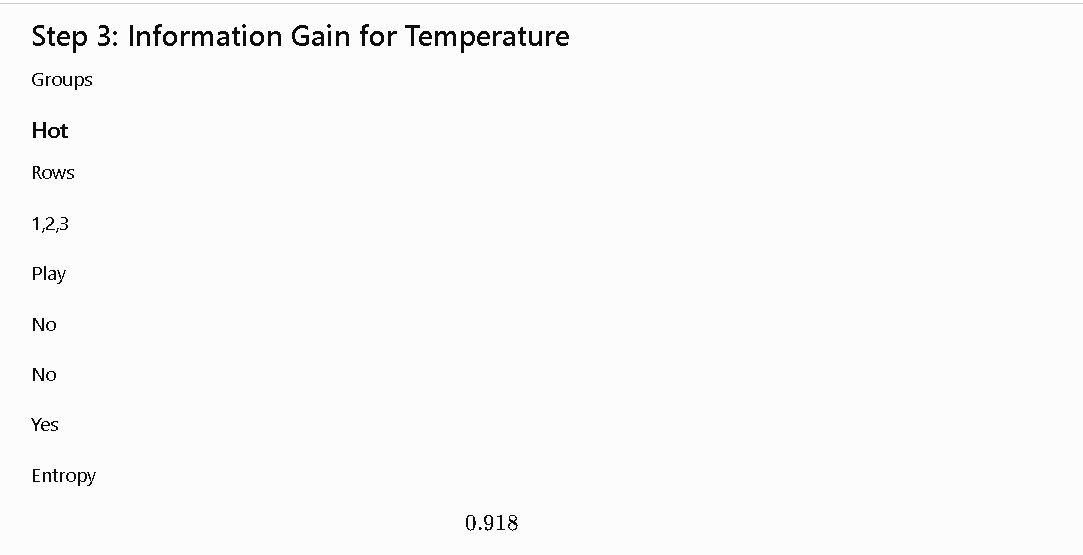 Step 3: Information Gain for Temperature
Groups
Hot
Rows
1,2,3
Play
No
No
Yes
Entropy
0.918